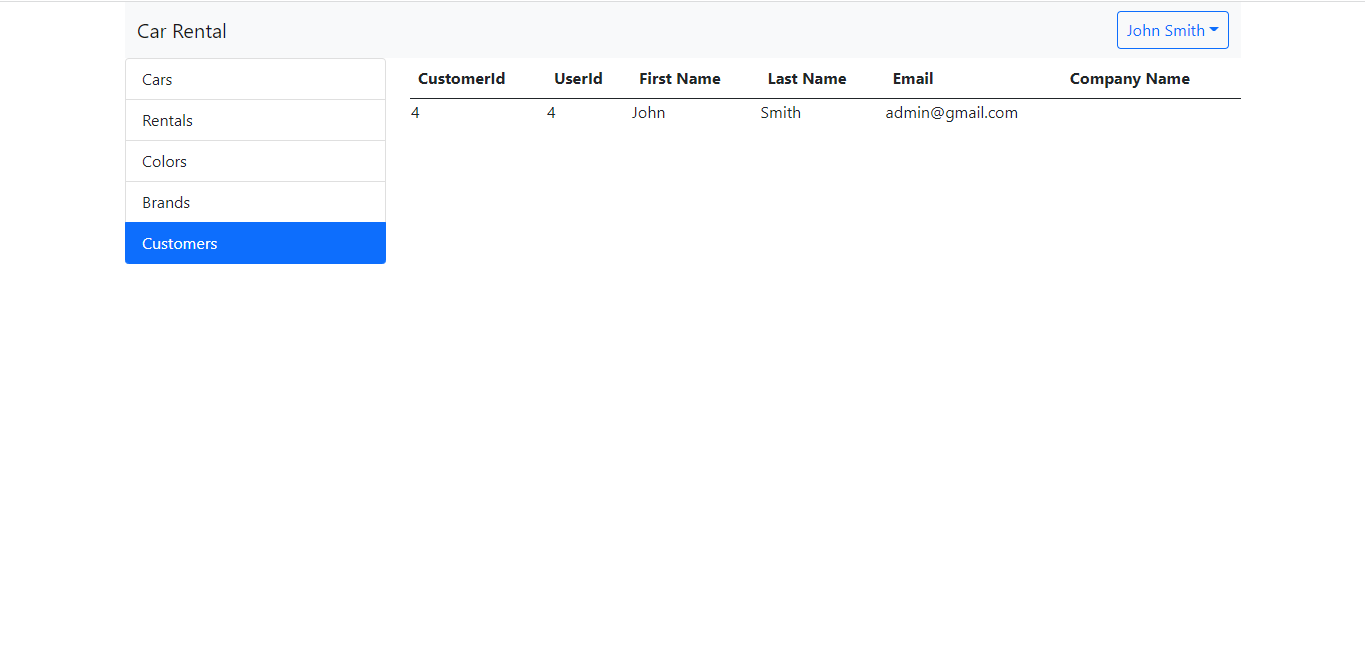 Car Rental John Smith
Cars
Rentals
Colors
Brands
Customers
CustomerId UserId First Name Last Name Email Company Name
4 4 John Smith admin@gmail.com